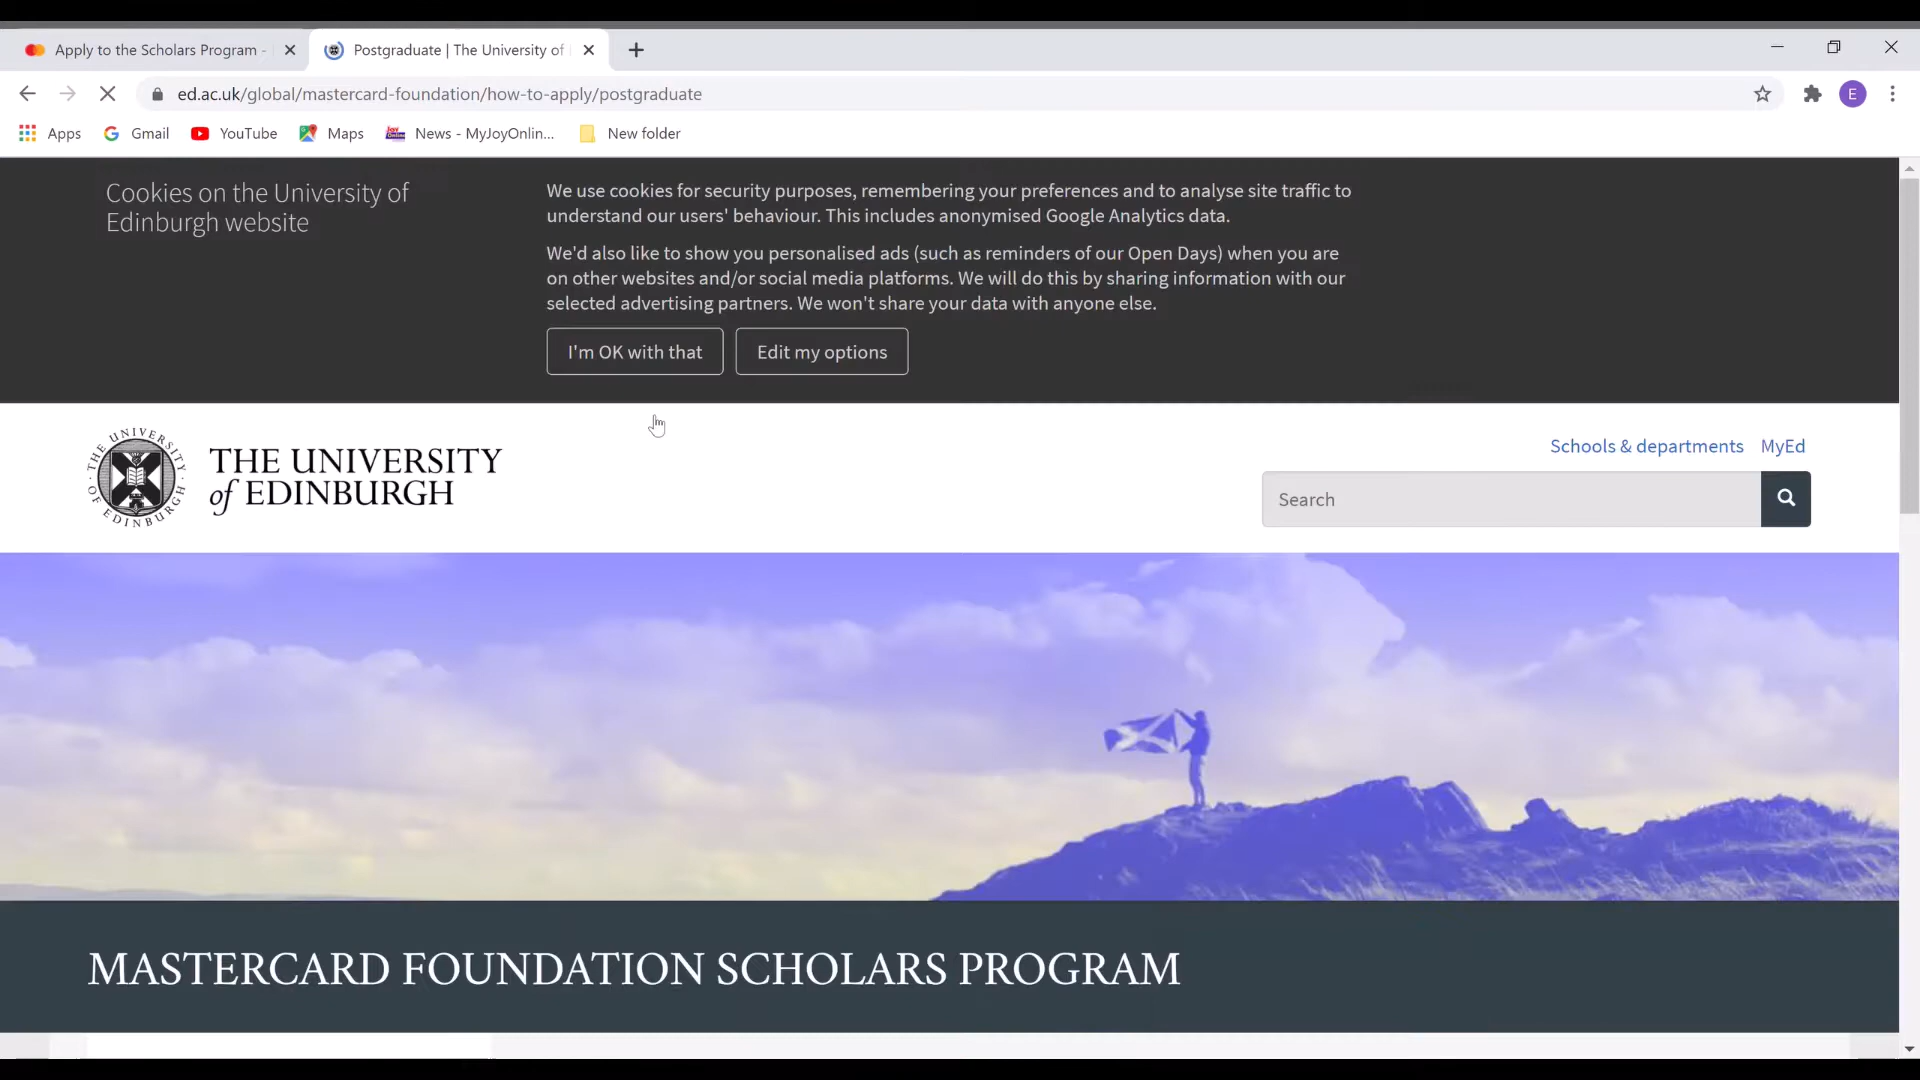 Apply to the Scholars Program -
Postgraduate | The University of
ed.ac.uk/global/mastercard-foundation/how-to-apply/postgraduate
E
Apps
Gmail
YouTube
Maps
News - MyJoyOnlin...
New folder
Cookies on the University of
Edinburgh website
We use cookies for security purposes, remembering your preferences and to analyse site traffic to
understand our users' behaviour. This includes anonymised Google Analytics data.
We'd also like to show you personalised ads (such as reminders of our Open Days) when you are
on other websites and/or social media platforms. We will do this by sharing information with our
selected advertising partners. We won't share your data with anyone else.
I'm OK with that
Edit my options
THE UNIVERSITY OF EDINBURGH
THE UNIVERSITY
of EDINBURGH
Schools & departments
MyEd
Search
MASTERCARD FOUNDATION SCHOLARS PROGRAM